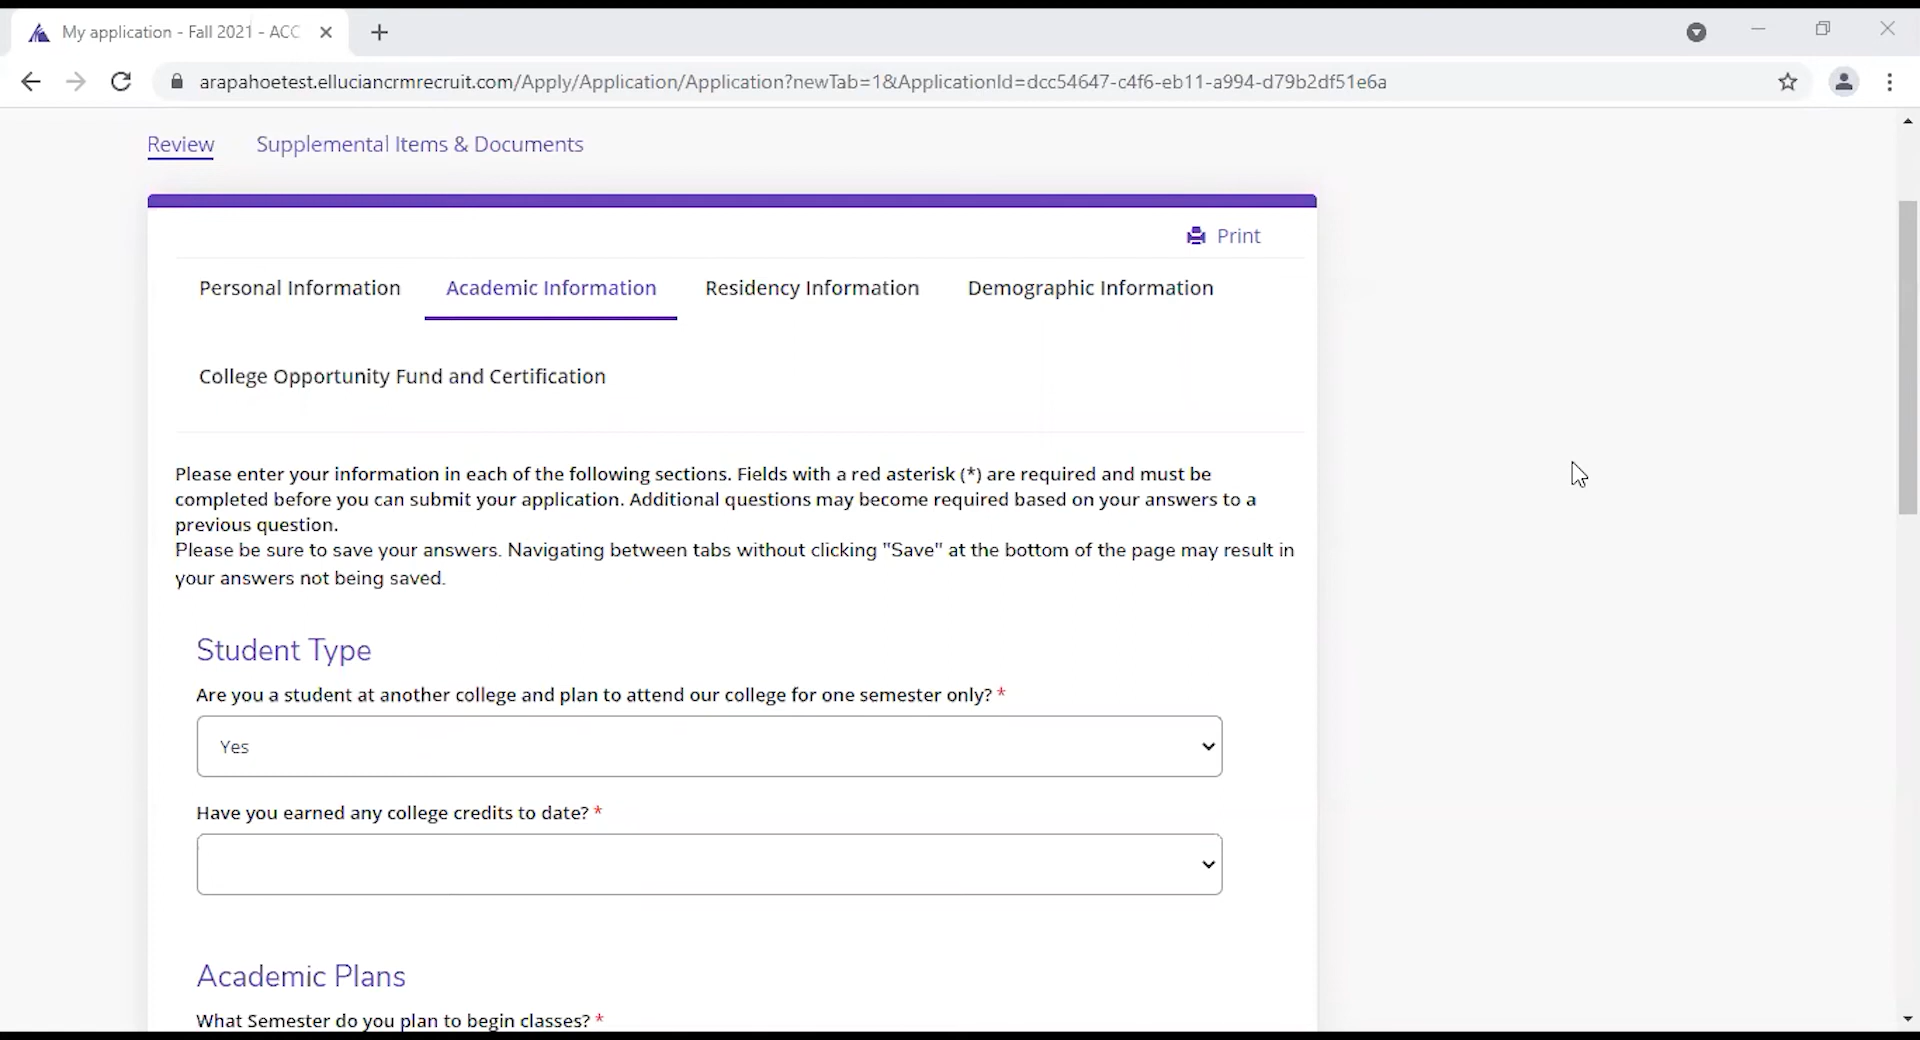 My application - Fall 2021 - ACC
arapahoetest.elluciancrmrecruit.com/Apply/Application/Application?newTab=1&ApplicationId=dcc54647-c4f6-eb11-a994-d79b2df51e6a
Review Supplemental Items & Documents
Print
Personal Information Academic Information Residency Information Demographic Information
College Opportunity Fund and Certification
Please enter your information in each of the following sections. Fields with a red asterisk (*) are required and must be
completed before you can submit your application. Additional questions may become required based on your answers to a
previous question.
Please be sure to save your answers. Navigating between tabs without clicking "Save" at the bottom of the page may result in
your answers not being saved.
Student Type
Are you a student at another college and plan to attend our college for one semester only? *
Yes
Have you earned any college credits to date? *
Academic Plans
What Semester do you plan to begin classes? *